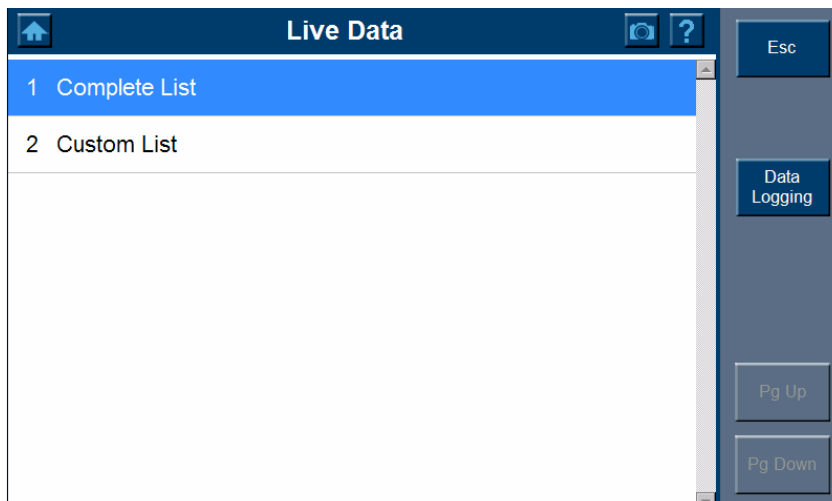 Live Data
?
Esc
1 Complete List
2 Custom List
Data
Logging
Pg Up
Pg Down